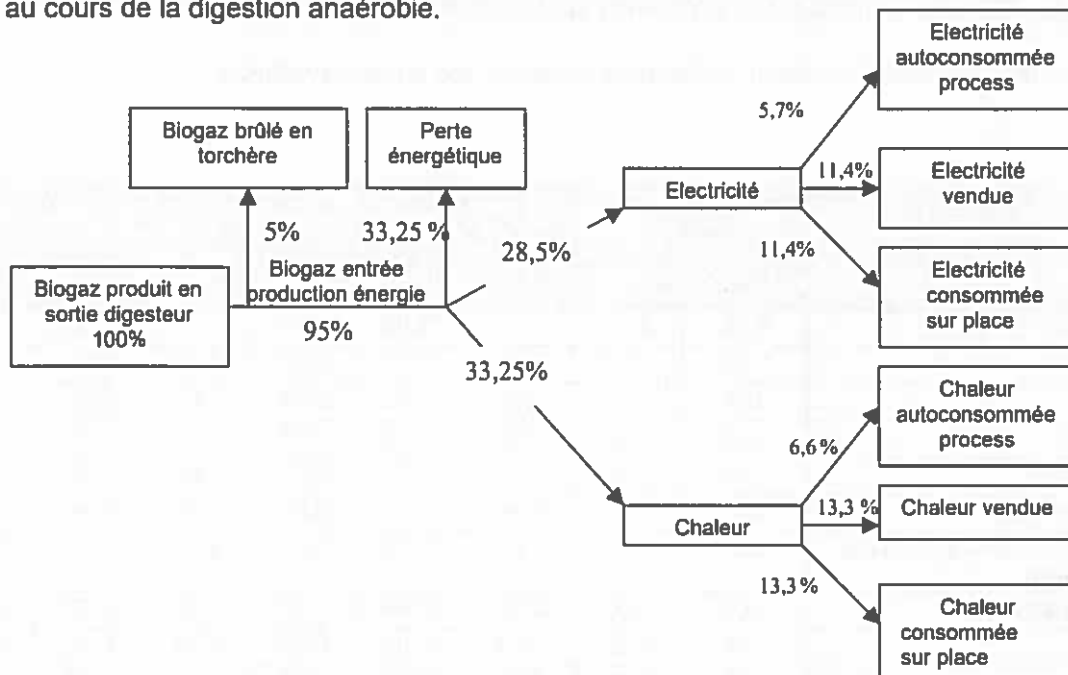 au cours de la digestion anaérobie.
Electricité
autoconsommée
process
5,7%
Biogaz brûlé en
torchère
Perte
énergétique
Electricité
11,4%
Electricité
vendue
5%
33,25 %
28,5%
11,4%
Electricité
consommée
sur place
Biogaz produit en
sortie digesteur
100%
Biogaz entrée
production énergie
95%
33,25%
Chaleur
autoconsommée
process
6,6%
Chaleur
13,3 %
Chaleur vendue
13,3%
Chaleur
consommée
sur place